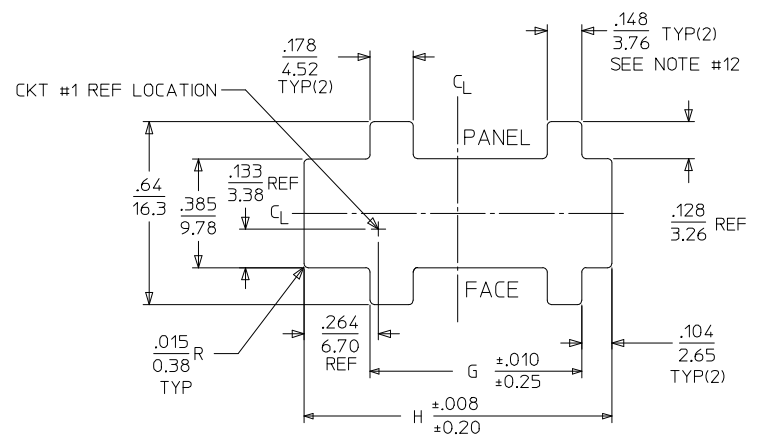 .148
3.76 TYP(2)
SEE NOTE #12
.178
4.52
TYP(2)
CKT #1 REF LOCATION
CL
PANEL
.133
3.38 REF
.64
16.3
.385
9.78
CL
.128
3.26 REF
FACE
.264
6.70
REF
.015
0.38 R
TYP
.104
2.65
TYP(2)
G ±.010
±0.25
H ±.008
±0.20